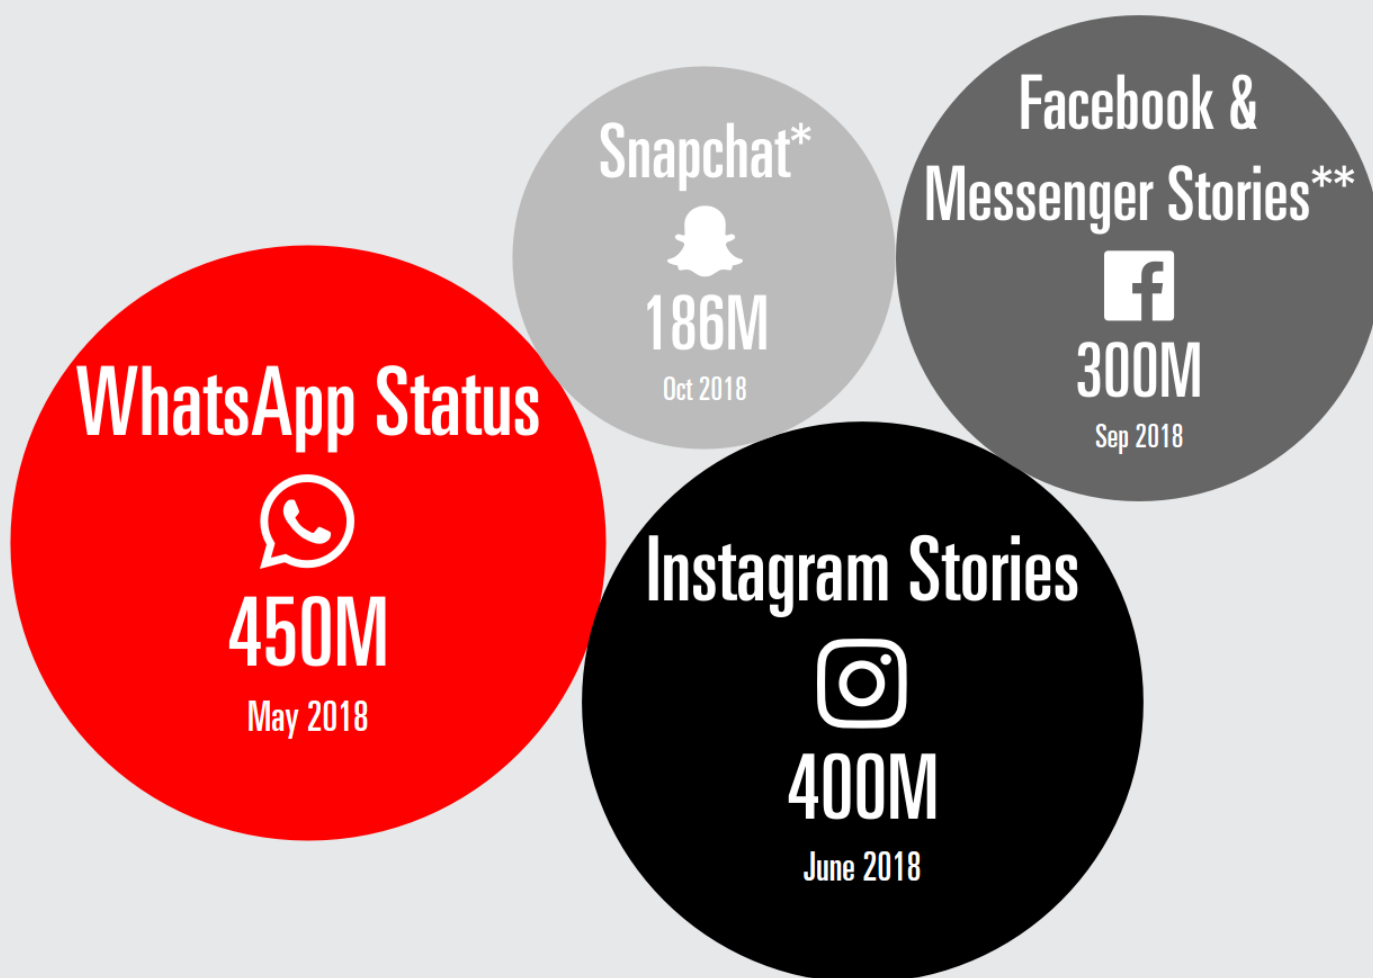 WhatsApp Status
450M
May 2018
Snapchat*
186M
Oct 2018
Facebook &
Messenger Stories**
300M
Sep 2018
Instagram Stories
400M
June 2018